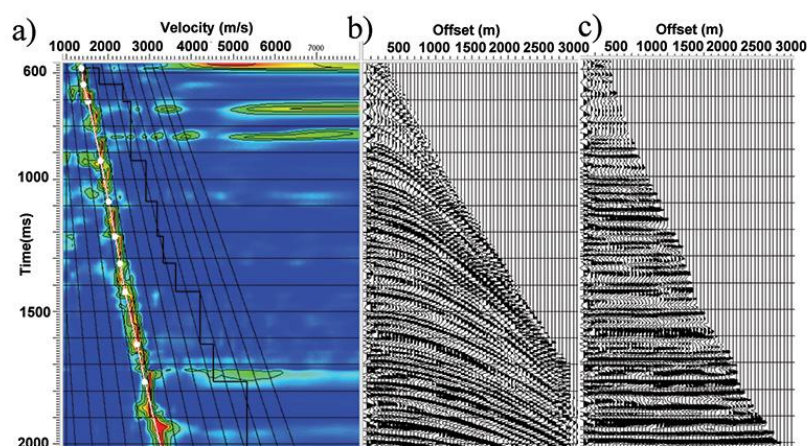 a)
Velocity (m/s)
1000 2000 3000 4000 5000 6000 7000
Time(ms)
600
1000
1500
2000
b)
Offset (m)
500 1000 1500 2000 2500 3000
c)
Offset (m)
500 1000 1500 2000 2500 3000